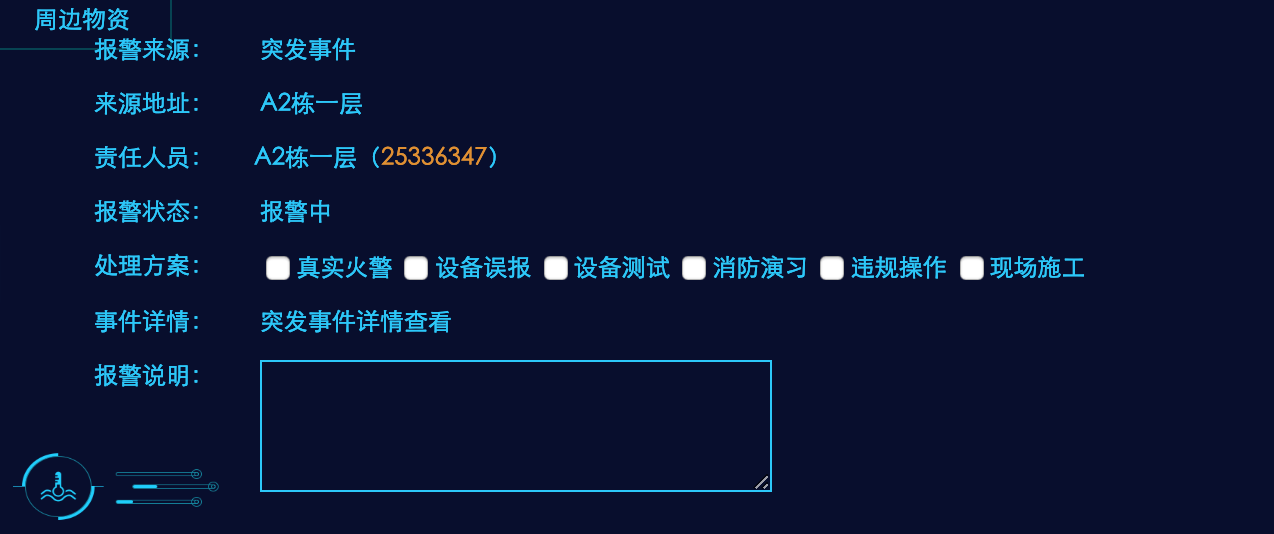 周边物资
报警来源： 突发事件
来源地址： A2栋一层
责任人员： A2栋一层（25336347）
报警状态： 报警中
处理方案： 真实火警 设备误报 设备测试 消防演习 违规操作 现场施工
事件详情： 突发事件详情查看
报警说明：